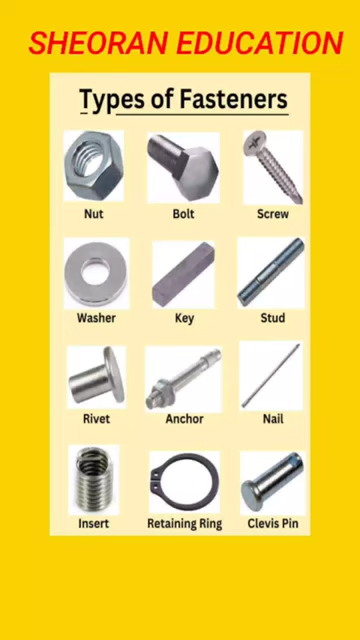 SHEORAN EDUCATION
Types of Fasteners
Nut Bolt Screw
Washer Key Stud
Rivet Anchor Nail
Insert Retaining Ring Clevis Pin